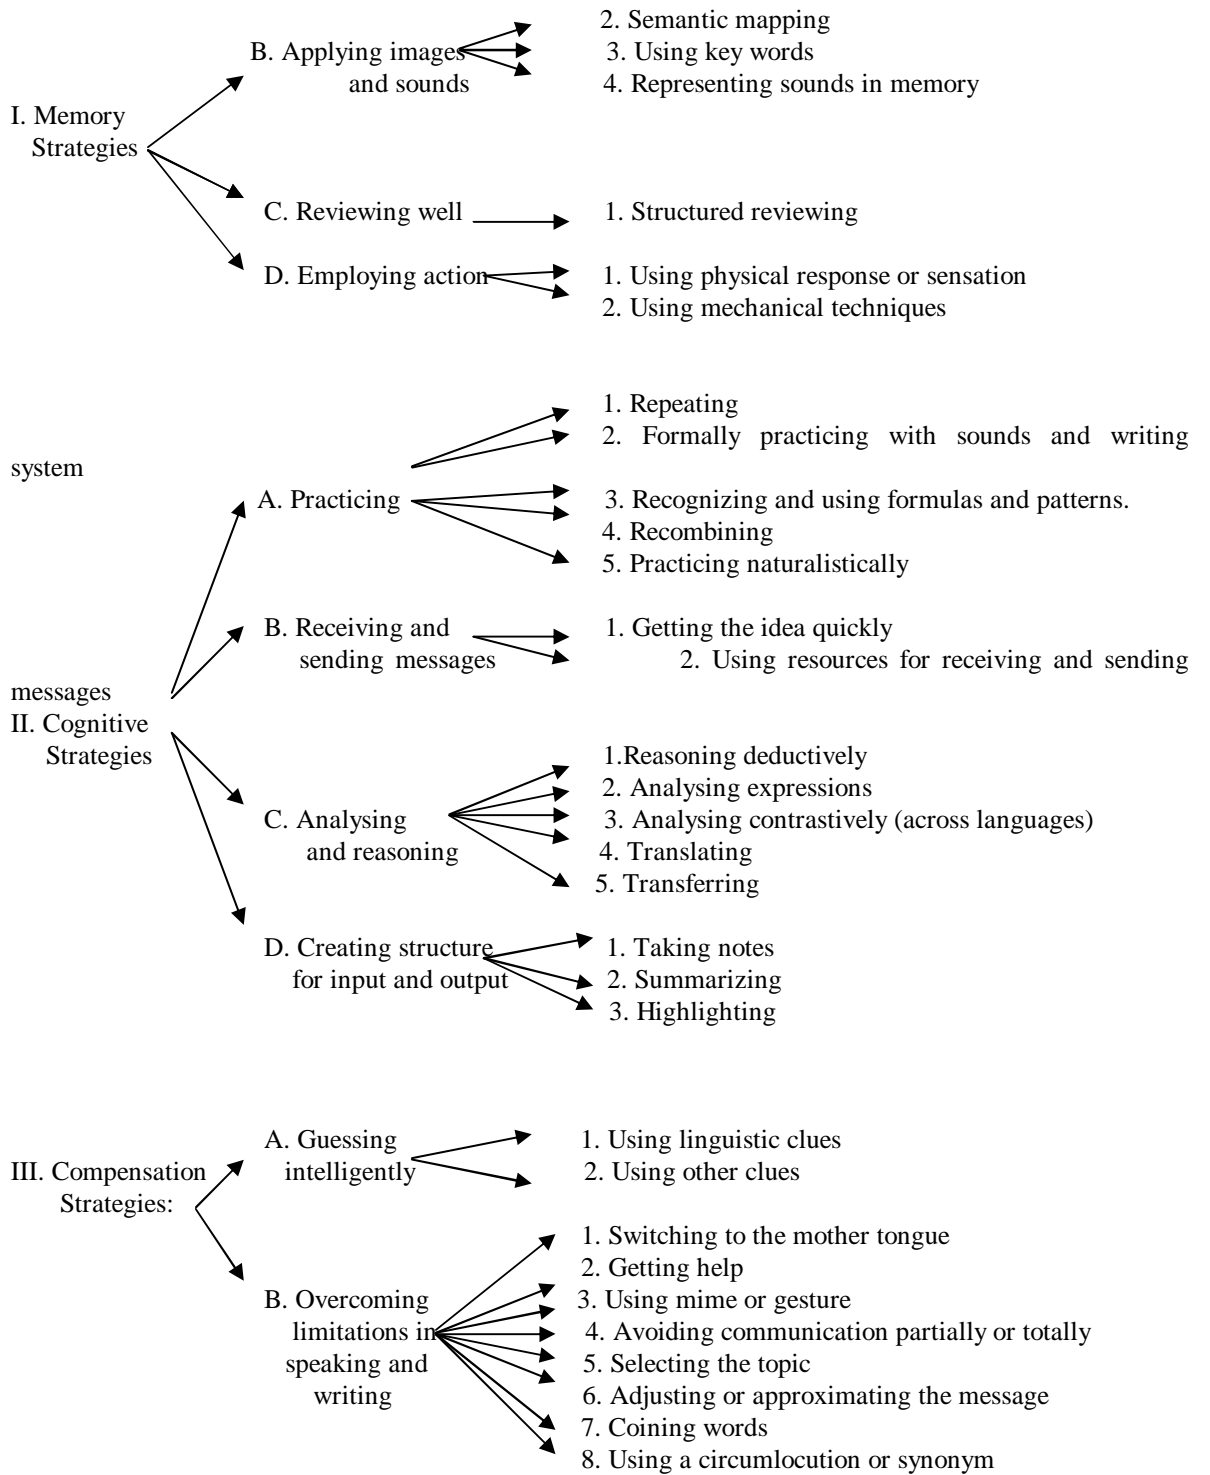 2. Semantic mapping
B. Applying images 3. Using key words
and sounds 4. Representing sounds in memory
I. Memory
Strategies
C. Reviewing well 1. Structured reviewing
D. Employing action 1. Using physical response or sensation
2. Using mechanical techniques
1. Repeating
2. Formally practicing with sounds and writing
system
A. Practicing 3. Recognizing and using formulas and patterns.
4. Recombining
5. Practicing naturalistically
B. Receiving and 1. Getting the idea quickly
sending messages 2. Using resources for receiving and sending
messages
II. Cognitive
Strategies 1.Reasoning deductively
2. Analysing expressions
C. Analysing 3. Analysing contrastively (across languages)
and reasoning 4. Translating
5. Transferring
D. Creating structure 1. Taking notes
for input and output 2. Summarizing
3. Highlighting
A. Guessing 1. Using linguistic clues
III. Compensation intelligently 2. Using other clues
Strategies:
1. Switching to the mother tongue
2. Getting help
B. Overcoming 3. Using mime or gesture
limitations in 4. Avoiding communication partially or totally
speaking and 5. Selecting the topic
writing 6. Adjusting or approximating the message
7. Coining words
8. Using a circumlocution or synonym